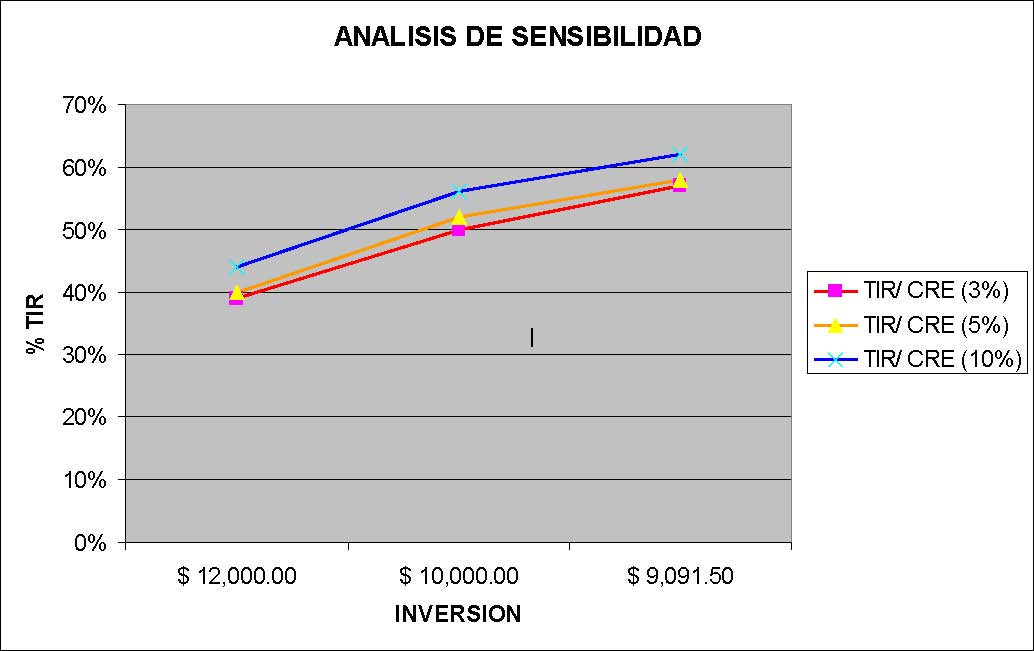 ANALISIS DE SENSIBILIDAD
70%
60%
50%
40%
30%
20%
10%
0%
% TIR
$ 12,000.00
$ 10,000.00
$ 9,091.50
INVERSION
TIR/ CRE (3%)
TIR/ CRE (5%)
TIR/ CRE (10%)